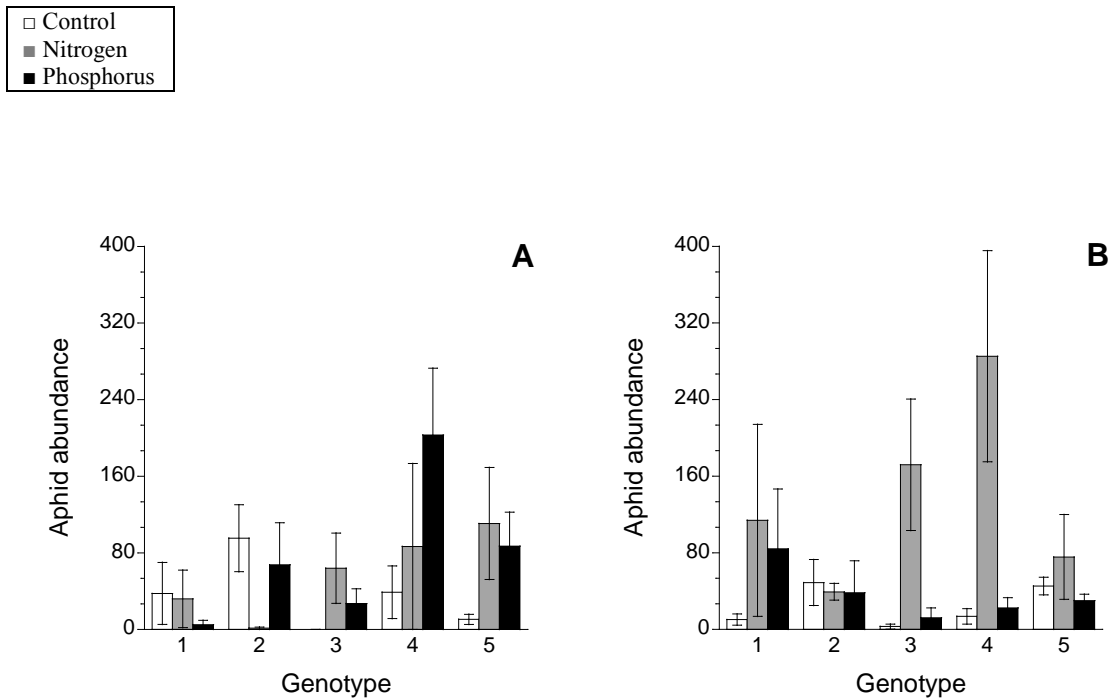 Control
Nitrogen
Phosphorus
A
400
320
240
160
80
0
Aphid abundance
1 2 3 4 5
Genotype
B
400
320
240
160
80
0
Aphid abundance
1 2 3 4 5
Genotype